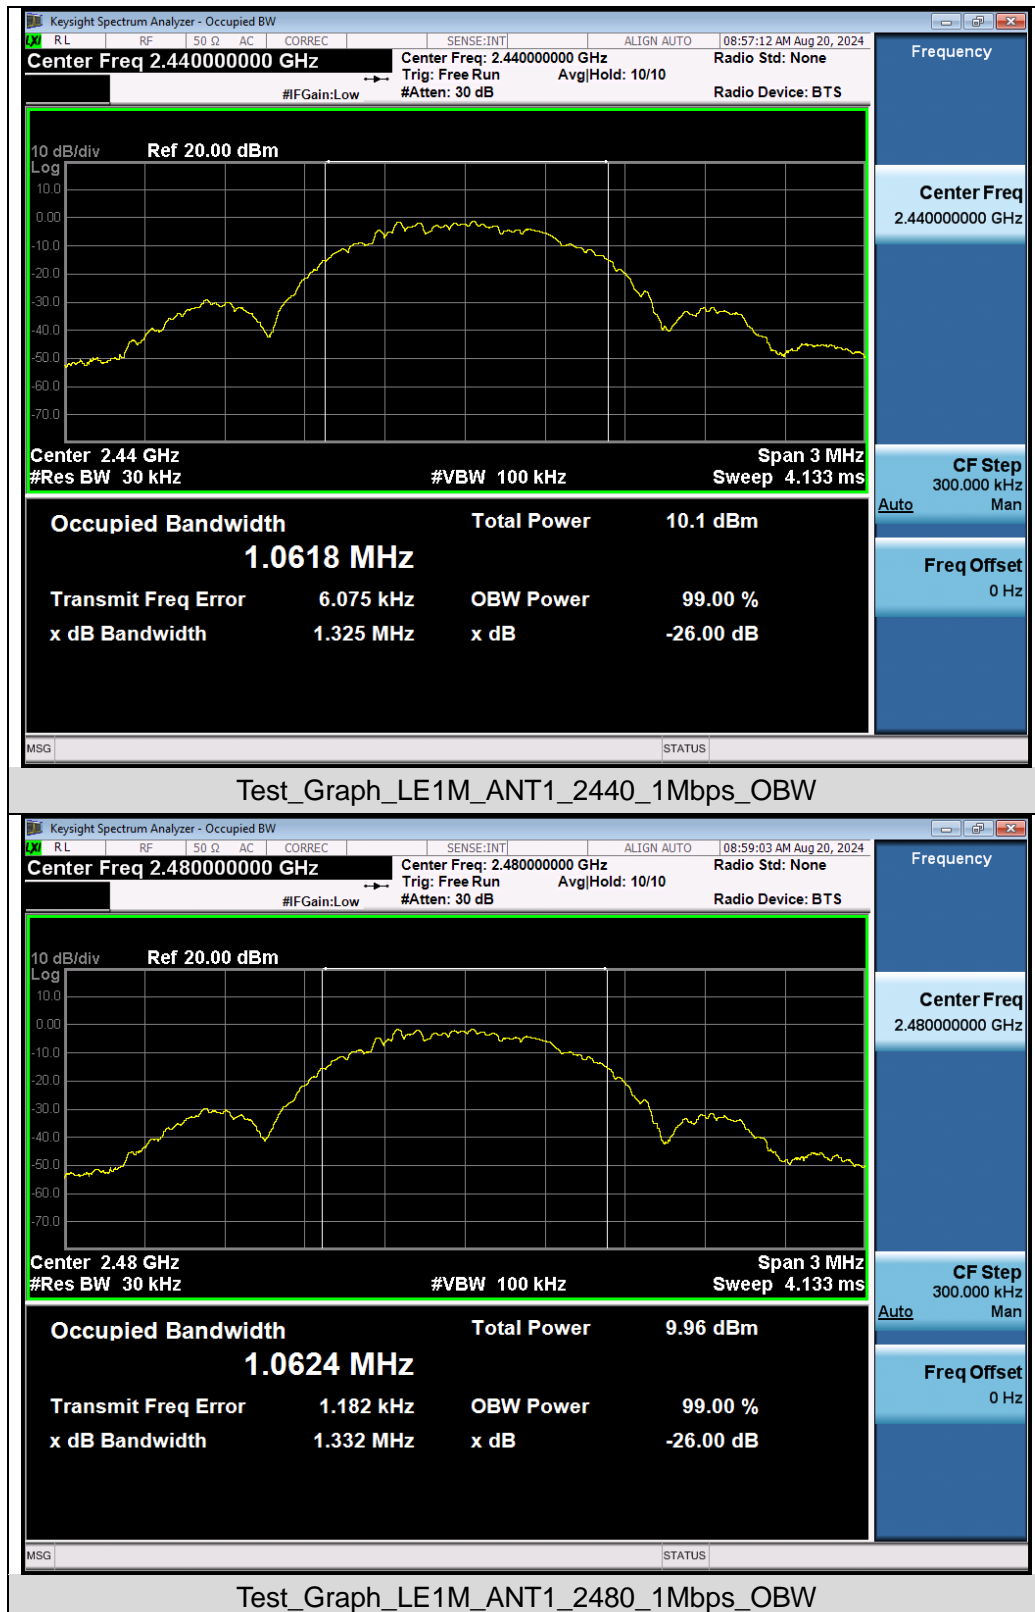 Keysight Spectrum Analyzer - Occupied BW
LXI RL RF 50 Ω AC CORREC SENSE:INT ALIGN AUTO 08:57:12 AM Aug 20, 2024
Center Freq 2.440000000 GHz Center Freq: 2.440000000 GHz Radio Std: None
Trig: Free Run Avg|Hold: 10/10
#IFGain:Low #Atten: 30 dB Radio Device: BTS
Frequency
10 dB/div Ref 20.00 dBm
Log
10.0
0.00
-10.0
-20.0
-30.0
-40.0
-50.0
-60.0
-70.0
Center 2.44 GHz Span 3 MHz
#Res BW 30 kHz #VBW 100 kHz Sweep 4.133 ms
Center Freq
2.440000000 GHz
CF Step
300.000 kHz
Auto Man
Freq Offset
0 Hz
Occupied Bandwidth Total Power 10.1 dBm
1.0618 MHz
Transmit Freq Error 6.075 kHz OBW Power 99.00 %
x dB Bandwidth 1.325 MHz x dB -26.00 dB
MSG STATUS
Test_Graph_LE1M_ANT1_2440_1Mbps_OBW
Keysight Spectrum Analyzer - Occupied BW
LXI RL RF 50 Ω AC CORREC SENSE:INT ALIGN AUTO 08:59:03 AM Aug 20, 2024
Center Freq 2.480000000 GHz Center Freq: 2.480000000 GHz Radio Std: None
Trig: Free Run Avg|Hold: 10/10
#IFGain:Low #Atten: 30 dB Radio Device: BTS
Frequency
10 dB/div Ref 20.00 dBm
Log
10.0
0.00
-10.0
-20.0
-30.0
-40.0
-50.0
-60.0
-70.0
Center 2.48 GHz Span 3 MHz
#Res BW 30 kHz #VBW 100 kHz Sweep 4.133 ms
Center Freq
2.480000000 GHz
CF Step
300.000 kHz
Auto Man
Freq Offset
0 Hz
Occupied Bandwidth Total Power 9.96 dBm
1.0624 MHz
Transmit Freq Error 1.182 kHz OBW Power 99.00 %
x dB Bandwidth 1.332 MHz x dB -26.00 dB
MSG STATUS
Test_Graph_LE1M_ANT1_2480_1Mbps_OBW